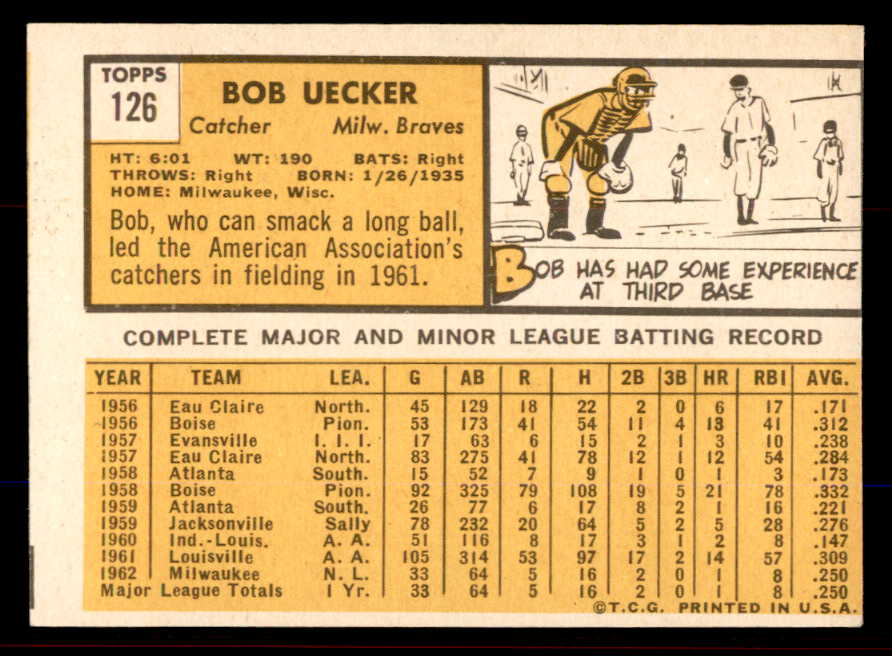 TOPPS
126
BOB UECKER
Catcher Milw. Braves
HT: 6:01 WT: 190 BATS: Right
THROWS: Right BORN: 1/26/1935
HOME: Milwaukee, Wisc.
Bob, who can smack a long ball,
led the American Association's
catchers in fielding in 1961.
BOB HAS HAD SOME EXPERIENCE
AT THIRD BASE
COMPLETE MAJOR AND MINOR LEAGUE BATTING RECORD
YEAR TEAM LEA. G AB R H 2B 3B HR RBI AVG.
1956 Eau Claire North. 45 129 18 22 2 0 6 17 .171
1956 Boise Pion. 53 173 41 54 11 4 13 41 .312
1957 Evansville I. I. I. 17 63 6 15 2 1 3 10 .238
1957 Eau Claire North. 83 275 41 78 12 1 12 54 .284
1958 Atlanta South. 15 52 7 9 1 0 1 3 .173
1958 Boise Pion. 92 325 79 108 19 5 21 78 .332
1959 Atlanta South. 26 77 6 17 8 2 1 16 .221
1959 Jacksonville Sally 78 232 20 64 5 2 5 28 .276
1960 Ind.-Louis. A. A. 51 116 8 17 3 1 2 8 .147
1961 Louisville A. A. 105 314 53 97 17 2 14 57 .309
1962 Milwaukee N. L. 33 64 5 16 2 0 1 8 .250
Major League Totals 1 Yr. 33 64 5 16 2 0 1 8 .250
©T.C.G. PRINTED IN U.S.A.